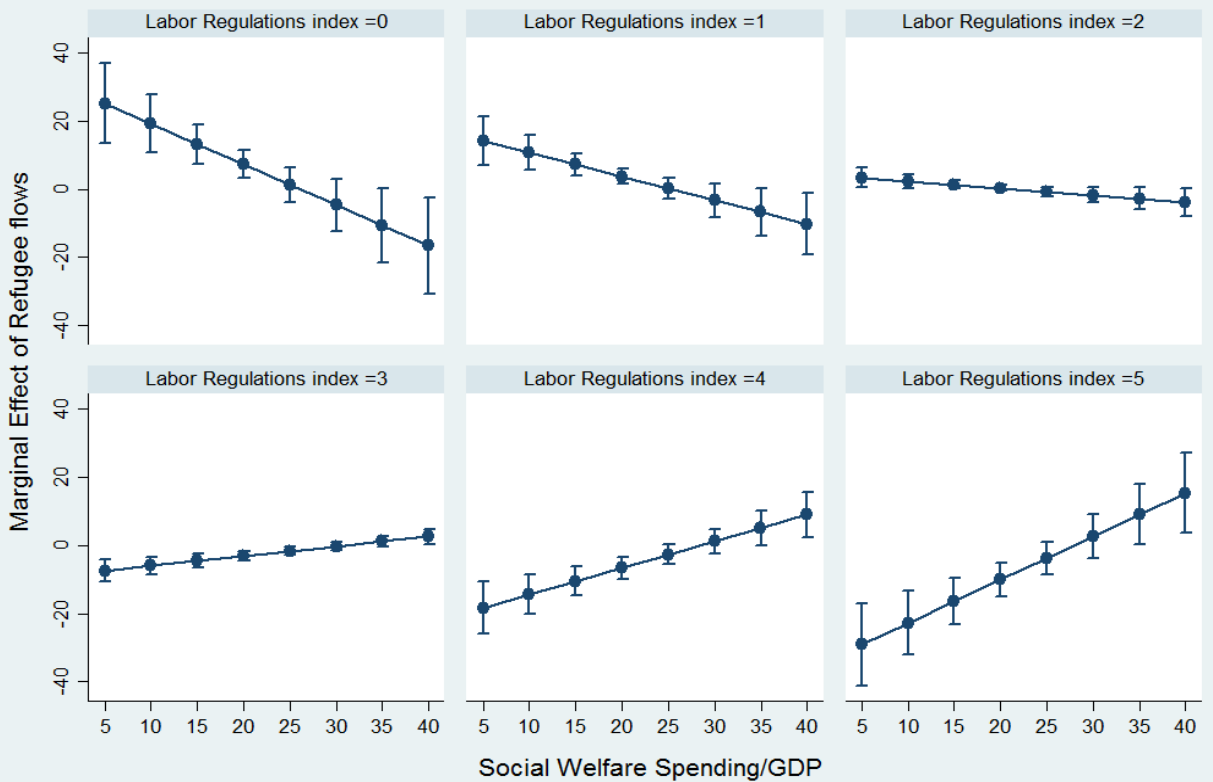 Labor Regulations index =0
Labor Regulations index =1
Labor Regulations index =2
40
20
0
-20
-40
Labor Regulations index =3
Labor Regulations index =4
Labor Regulations index =5
40
20
0
-20
-40
5 10 15 20 25 30 35 40
5 10 15 20 25 30 35 40
5 10 15 20 25 30 35 40
Marginal Effect of Refugee flows
Social Welfare Spending/GDP